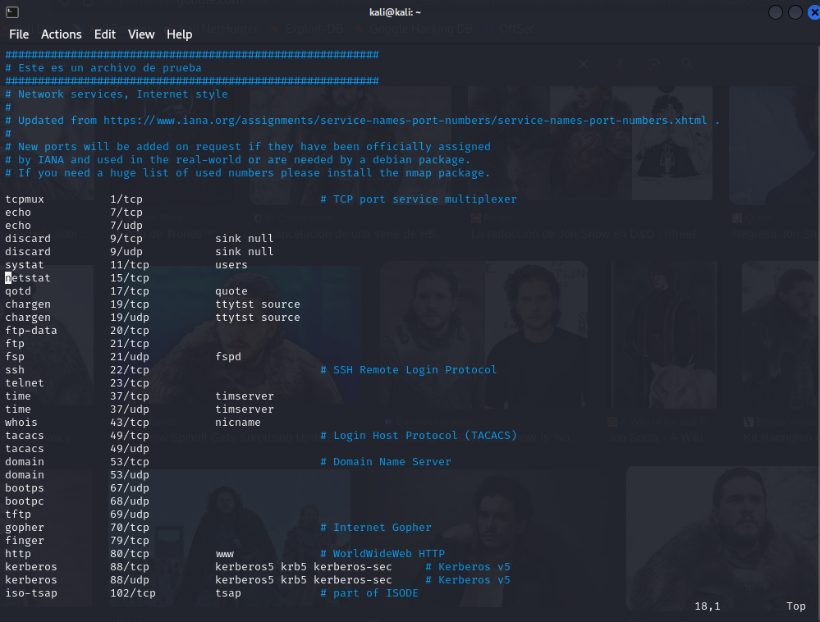 kali@kali: ~
File Actions Edit View Help
#########################################################
# Este es un archivo de prueba
#########################################################
# Network services, Internet style
#
# Updated from https://www.iana.org/assignments/service-names-port-numbers/service-names-port-numbers.xhtml .
#
# New ports will be added on request if they have been officially assigned
# by IANA and used in the real-world or are needed by a debian package.
# If you need a huge list of used numbers please install the nmap package.
tcpmux 1/tcp # TCP port service multiplexer
echo 7/tcp
echo 7/udp
discard 9/tcp sink null
discard 9/udp sink null
systat 11/tcp users
netstat 15/tcp
qotd 17/tcp quote
chargen 19/tcp ttytst source
chargen 19/udp ttytst source
ftp-data 20/tcp
ftp 21/tcp
fsp 21/udp fspd
ssh 22/tcp # SSH Remote Login Protocol
telnet 23/tcp
time 37/tcp timserver
time 37/udp timserver
whois 43/tcp nicname
tacacs 49/tcp # Login Host Protocol (TACACS)
tacacs 49/udp
domain 53/tcp # Domain Name Server
domain 53/udp
bootps 67/udp
bootpc 68/udp
tftp 69/udp
gopher 70/tcp # Internet Gopher
finger 79/tcp
http 80/tcp www # WorldWideWeb HTTP
kerberos 88/tcp kerberos5 krb5 kerberos-sec # Kerberos v5
kerberos 88/udp kerberos5 krb5 kerberos-sec # Kerberos v5
iso-tsap 102/tcp tsap # part of ISODE
18,1 Top